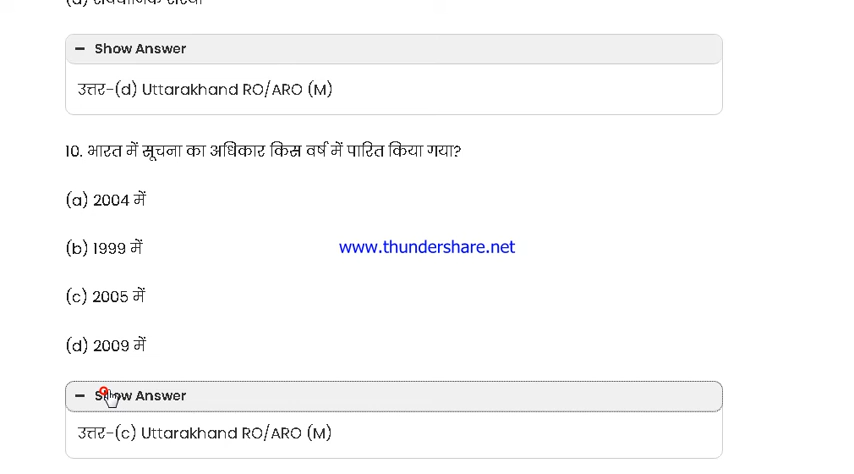 (d) संवैधानिक संस्था
Show Answer
उत्तर-(d) Uttarakhand RO/ARO (M)
10. भारत में सूचना का अधिकार किस वर्ष में पारित किया गया?
(a) 2004 में
(b) 1999 में
www.thundershare.net
(c) 2005 में
(d) 2009 में
Show Answer
उत्तर-(c) Uttarakhand RO/ARO (M)